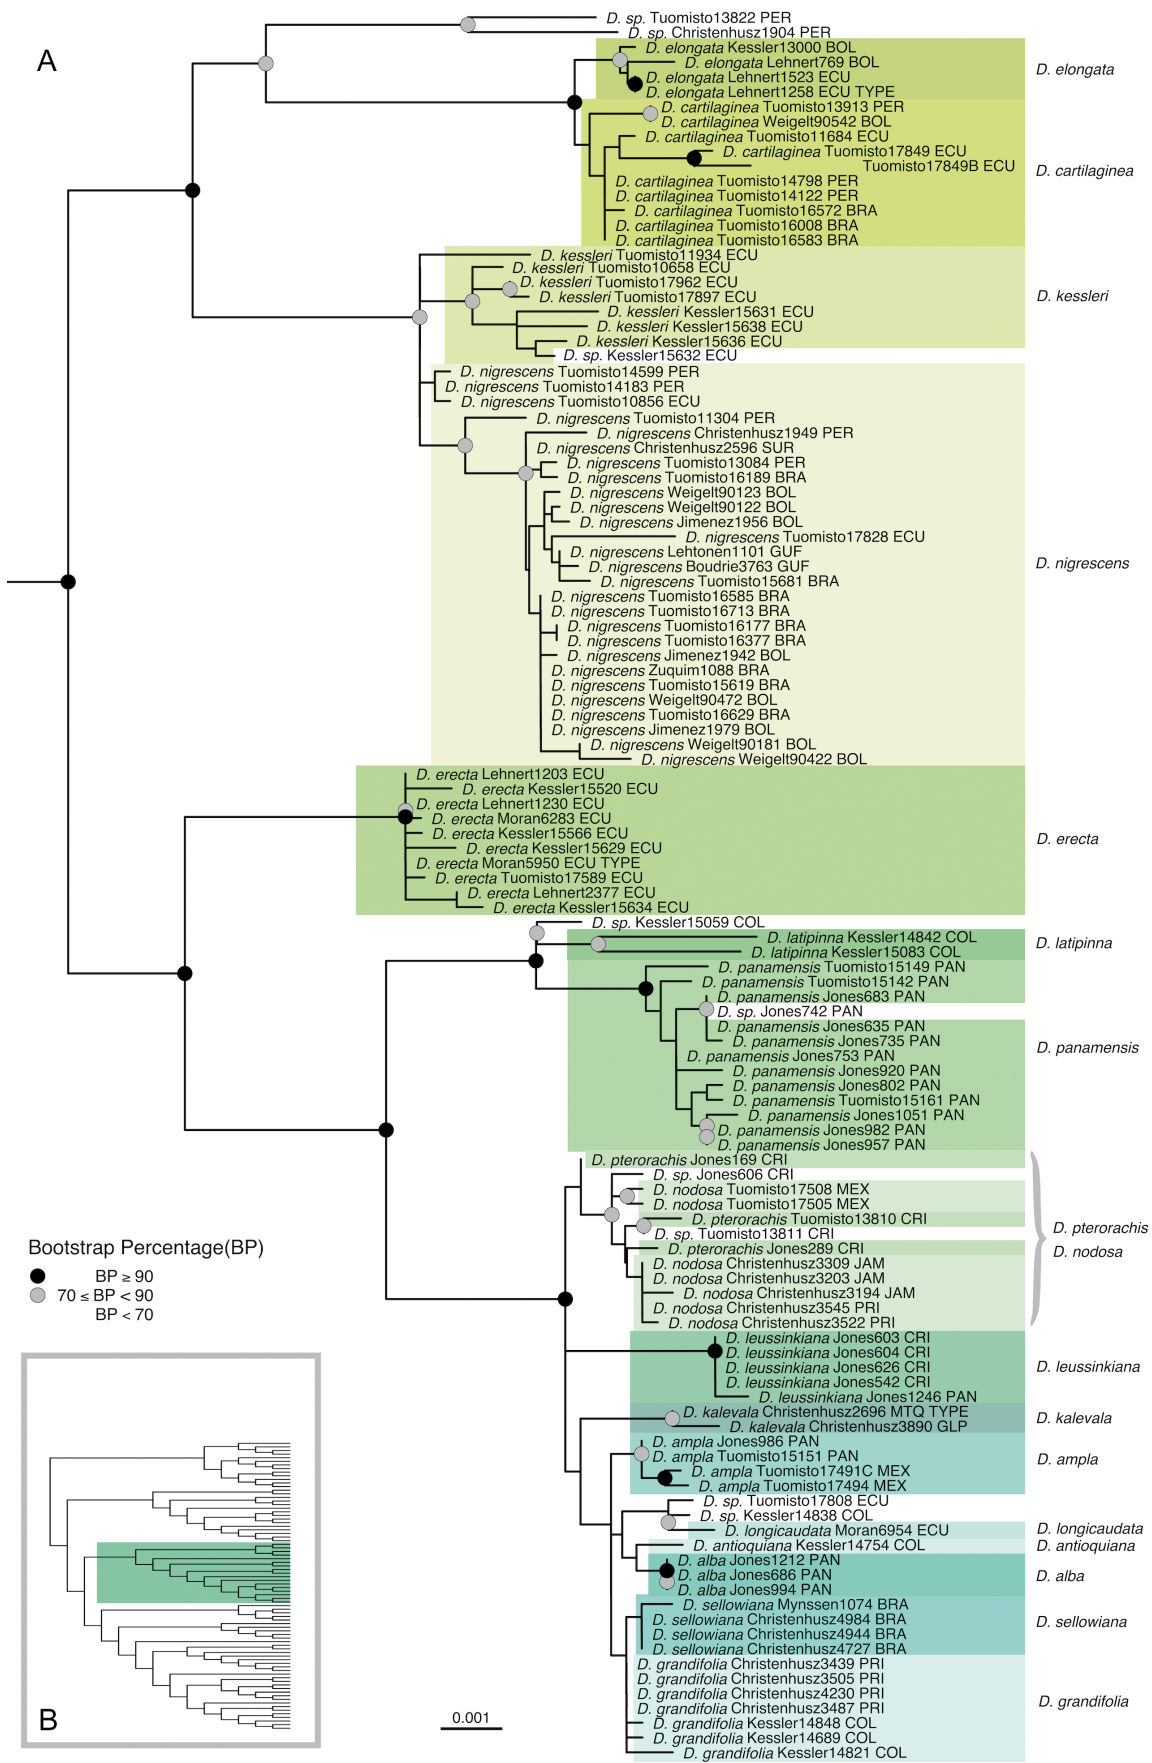 A
D. sp. Tuomisto13822 PER
D. sp. Christenhusz1904 PER
D. elongata Kessler13000 BOL
D. elongata Lehnert769 BOL
D. elongata
D. elongata Lehnert1523 ECU
D. elongata Lehnert1258 ECU TYPE
D. cartilaginea Tuomisto13913 PER
D. cartilaginea Weigelt90542 BOL
D. cartilaginea Tuomisto11684 ECU
D. cartilaginea Tuomisto17849 ECU
Tuomisto17849B ECU
D. cartilaginea
D. cartilaginea Tuomisto14798 PER
D. cartilaginea Tuomisto14122 PER
D. cartilaginea Tuomisto16572 BRA
D. cartilaginea Tuomisto16008 BRA
D. cartilaginea Tuomisto16583 BRA
D. kessleri Tuomisto11934 ECU
D. kessleri Tuomisto10658 ECU
D. kessleri Tuomisto17962 ECU
D. kessleri Tuomisto17897 ECU
D. kessleri
D. kessleri Kessler15631 ECU
D. kessleri Kessler15638 ECU
D. kessleri Kessler15636 ECU
D. sp. Kessler15632 ECU
D. nigrescens Tuomisto14599 PER
D. nigrescens Tuomisto14183 PER
D. nigrescens Tuomisto10856 ECU
D. nigrescens Tuomisto11304 PER
D. nigrescens Christenhusz1949 PER
D. nigrescens Christenhusz2596 SUR
D. nigrescens Tuomisto13084 PER
D. nigrescens Tuomisto16189 BRA
D. nigrescens Weigelt90123 BOL
D. nigrescens Weigelt90122 BOL
D. nigrescens Jimenez1956 BOL
D. nigrescens Tuomisto17828 ECU
D. nigrescens Lehtonen1101 GUF
D. nigrescens
D. nigrescens Boudrie3763 GUF
D. nigrescens Tuomisto15681 BRA
D. nigrescens Tuomisto16585 BRA
D. nigrescens Tuomisto16713 BRA
D. nigrescens Tuomisto16177 BRA
D. nigrescens Tuomisto16377 BRA
D. nigrescens Jimenez1942 BOL
D. nigrescens Zuquim1088 BRA
D. nigrescens Tuomisto15619 BRA
D. nigrescens Weigelt90472 BOL
D. nigrescens Tuomisto16629 BRA
D. nigrescens Jimenez1979 BOL
D. nigrescens Weigelt90181 BOL
D. nigrescens Weigelt90422 BOL
D. erecta Lehnert1203 ECU
D. erecta Kessler15520 ECU
D. erecta Lehnert1230 ECU
D. erecta Moran6283 ECU
D. erecta Kessler15566 ECU
D. erecta
D. erecta Kessler15629 ECU
D. erecta Moran5950 ECU TYPE
D. erecta Tuomisto17589 ECU
D. erecta Lehnert2377 ECU
D. erecta Kessler15634 ECU
D. sp. Kessler15059 COL
D. latipinna Kessler14842 COL
D. latipinna
D. latipinna Kessler15083 COL
D. panamensis Tuomisto15149 PAN
D. panamensis Tuomisto15142 PAN
D. panamensis Jones683 PAN
D. sp. Jones742 PAN
D. panamensis Jones635 PAN
D. panamensis Jones735 PAN
D. panamensis
D. panamensis Jones753 PAN
D. panamensis Jones920 PAN
D. panamensis Jones802 PAN
D. panamensis Tuomisto15161 PAN
D. panamensis Jones1051 PAN
D. panamensis Jones982 PAN
D. panamensis Jones957 PAN
D. pterorachis Jones169 CRI
D. sp. Jones606 CRI
D. nodosa Tuomisto17508 MEX
D. nodosa Tuomisto17505 MEX
D. pterorachis Tuomisto13810 CRI
D. pterorachis
D. sp. Tuomisto13811 CRI
D. pterorachis Jones289 CRI
D. nodosa
D. nodosa Christenhusz3309 JAM
D. nodosa Christenhusz3203 JAM
D. nodosa Christenhusz3194 JAM
D. nodosa Christenhusz3545 PRI
D. nodosa Christenhusz3522 PRI
Bootstrap Percentage(BP)
BP ≥ 90
70 ≤ BP < 90
BP < 70
D. leussinkiana Jones603 CRI
D. leussinkiana Jones604 CRI
D. leussinkiana Jones626 CRI
D. leussinkiana
D. leussinkiana Jones542 CRI
D. leussinkiana Jones1246 PAN
D. kalevala Christenhusz2696 MTQ TYPE
D. kalevala
D. kalevala Christenhusz3890 GLP
D. ampla Jones986 PAN
D. ampla Tuomisto15151 PAN
D. ampla
D. ampla Tuomisto17491C MEX
D. ampla Tuomisto17494 MEX
D. sp. Tuomisto17808 ECU
D. sp. Kessler14838 COL
D. longicaudata Moran6954 ECU
D. longicaudata
D. antioquiana Kessler14754 COL
D. antioquiana
D. alba Jones1212 PAN
D. alba Jones686 PAN
D. alba
D. alba Jones994 PAN
D. sellowiana Mynssen1074 BRA
D. sellowiana Christenhusz4984 BRA
D. sellowiana
D. sellowiana Christenhusz4944 BRA
D. sellowiana Christenhusz4727 BRA
D. grandifolia Christenhusz3439 PRI
D. grandifolia Christenhusz3505 PRI
D. grandifolia Christenhusz4230 PRI
D. grandifolia
D. grandifolia Christenhusz3487 PRI
D. grandifolia Kessler14848 COL
D. grandifolia Kessler14689 COL
D. grandifolia Kessler14821 COL
B
0.001